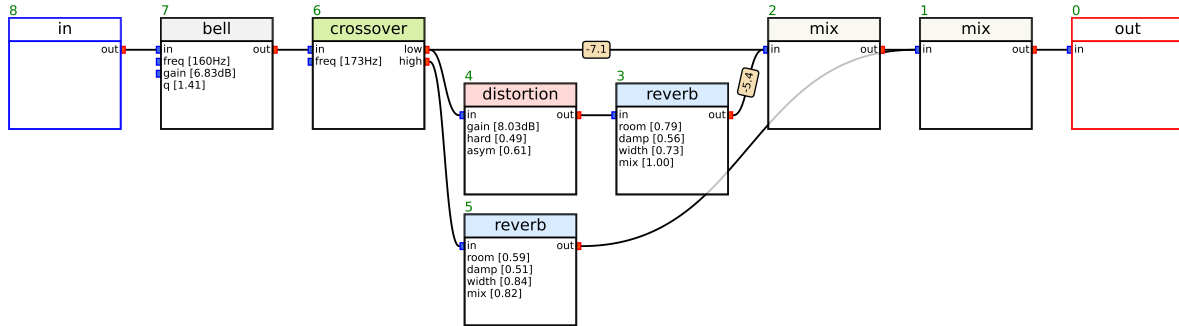 8
in
out
7
bell
in out
freq [160Hz]
gain [6.83dB]
q [1.41]
6
crossover
in low
freq [173Hz] high
-7.1
4
distortion
in out
gain [8.03dB]
hard [0.49]
asym [0.61]
3
reverb
in out
room [0.79]
damp [0.56]
width [0.73]
mix [1.00]
-5.4
5
reverb
in out
room [0.59]
damp [0.51]
width [0.84]
mix [0.82]
2
mix
in out
1
mix
in out
0
out
in